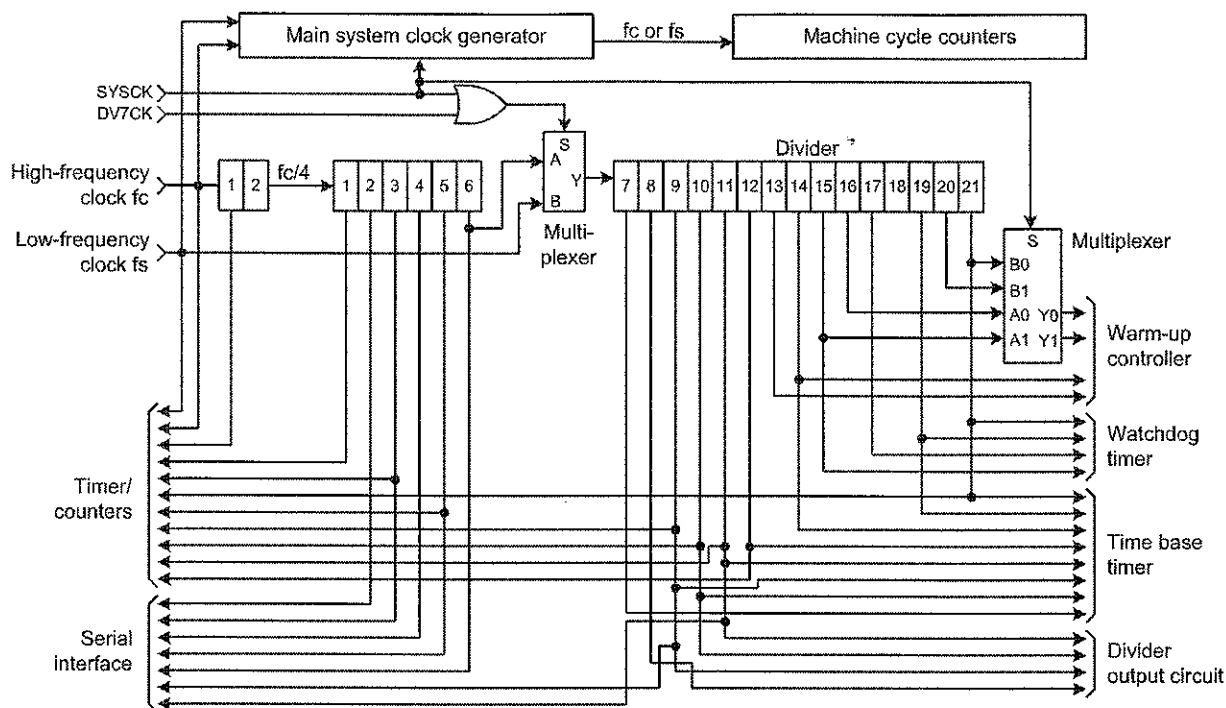 Main system clock generator
fc or fs
Machine cycle counters
SYSCK
DV7CK
High-frequency
clock fc
Low-frequency
clock fs
1 2
fc/4
1 2 3 4 5 6
S
A
B
Y
Multi-
plexer
Divider
7 8 9 10 11 12 13 14 15 16 17 18 19 20 21
S
B0
B1
A0 Y0
A1 Y1
Multiplexer
Warm-up
controller
Watchdog
timer
Timer/
counters
Time base
timer
Serial
interface
Divider
output circuit